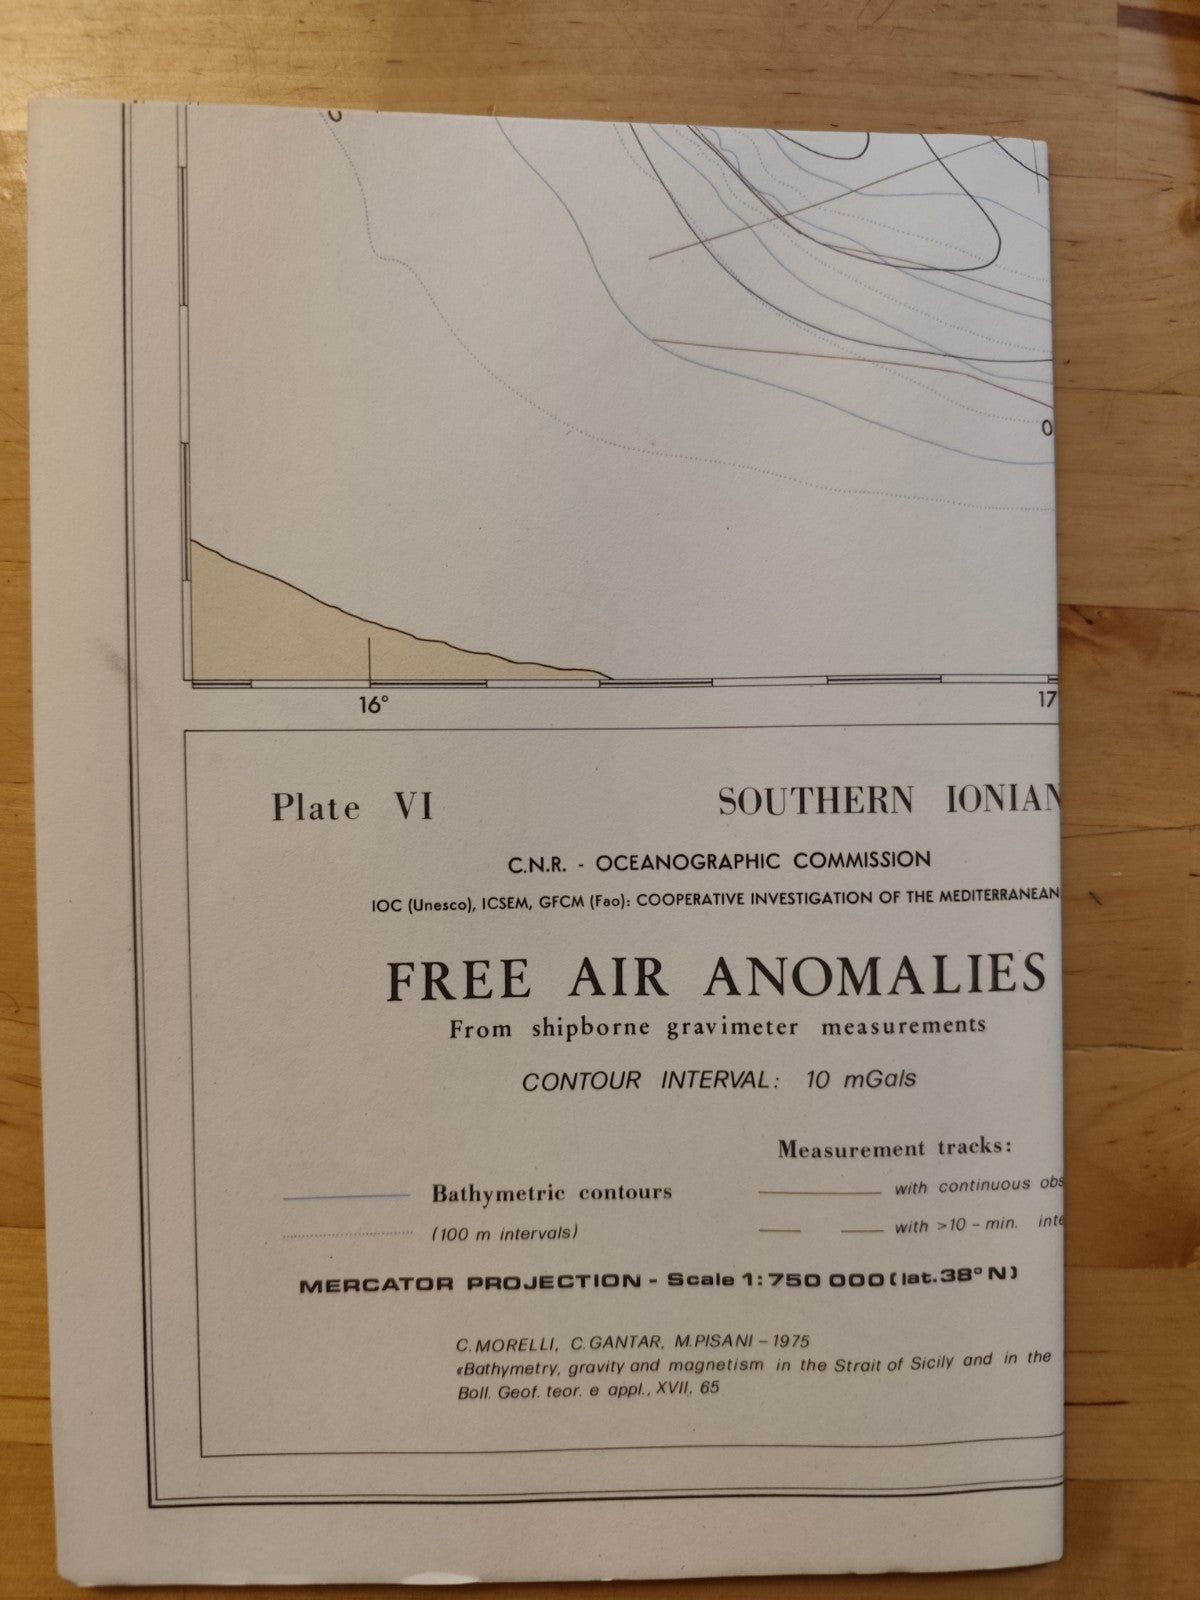 0
0
16°
17
Plate VI
SOUTHERN IONIAN
C.N.R. - OCEANOGRAPHIC COMMISSION
IOC (Unesco), ICSEM, GFCM (Fao): COOPERATIVE INVESTIGATION OF THE MEDITERRANEAN
FREE AIR ANOMALIES
From shipborne gravimeter measurements
CONTOUR INTERVAL: 10 mGals
Measurement tracks:
Bathymetric contours
with continuous obs
(100 m intervals)
with >10 - min. inte
MERCATOR PROJECTION - Scale 1:750 000 (lat. 38° N)
C. MORELLI, C. GANTAR, M. PISANI - 1975
«Bathymetry, gravity and magnetism in the Strait of Sicily and in the
Boll. Geof. teor. e appl., XVII, 65